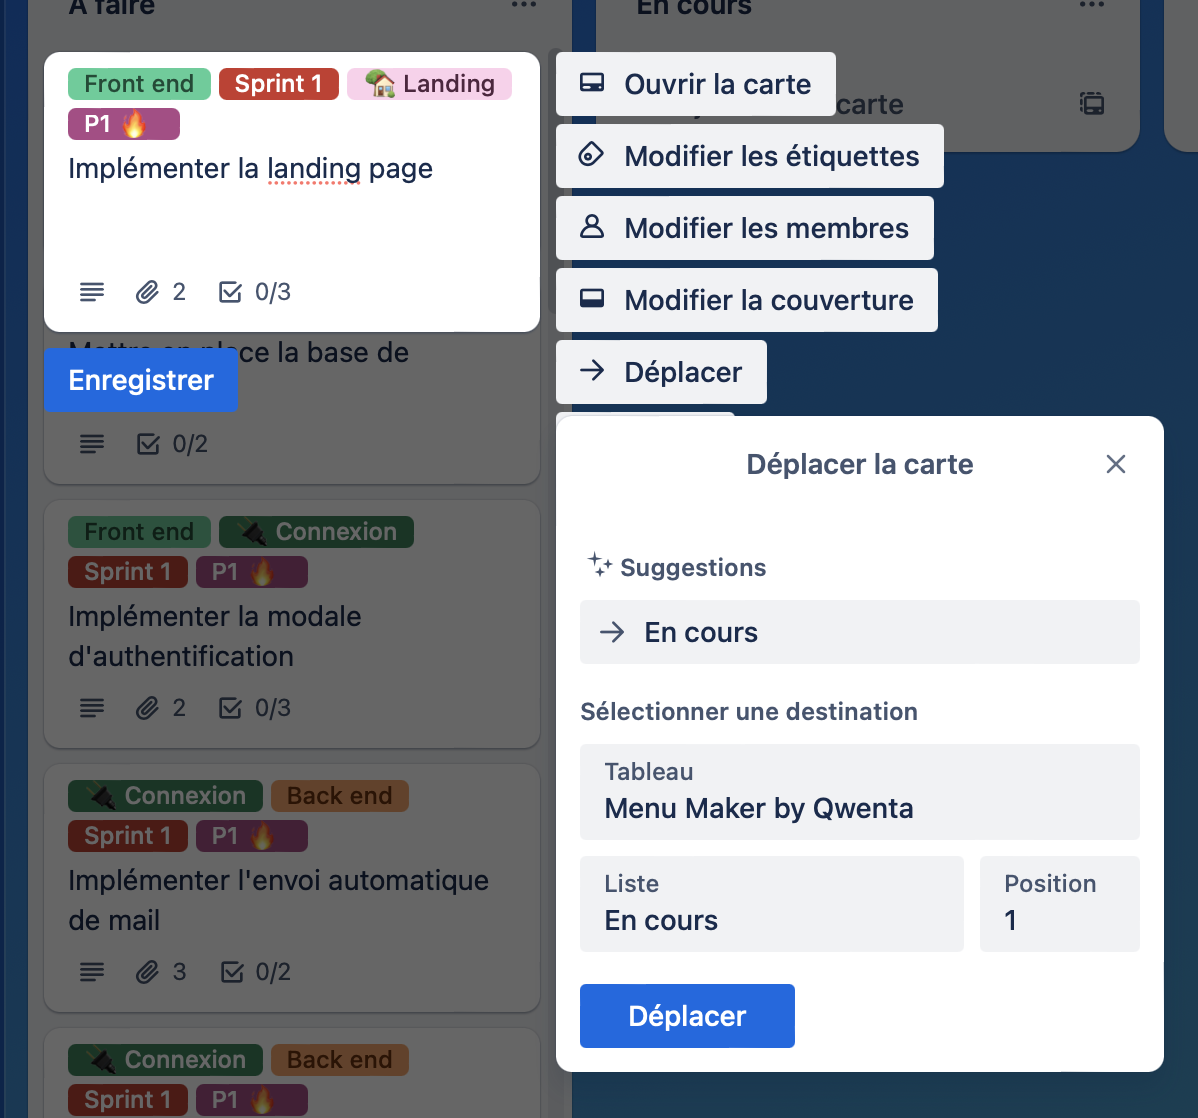 À faire
En cours
Front end Sprint 1 🏡 Landing
P1 🔥
Implémenter la landing page
2 0/3
Enregistrer
la base de
0/2
Front end 🔌 Connexion
Sprint 1 P1 🔥
Implémenter la modale
d'authentification
2 0/3
🔌 Connexion Back end
Sprint 1 P1 🔥
Implémenter l'envoi automatique
de mail
3 0/2
🔌 Connexion Back end
Sprint 1 P1 🔥
Ouvrir la carte
carte
Modifier les étiquettes
Modifier les membres
Modifier la couverture
Déplacer
Déplacer la carte
Suggestions
En cours
Sélectionner une destination
Tableau
Menu Maker by Qwenta
Liste
En cours
Position
1
Déplacer